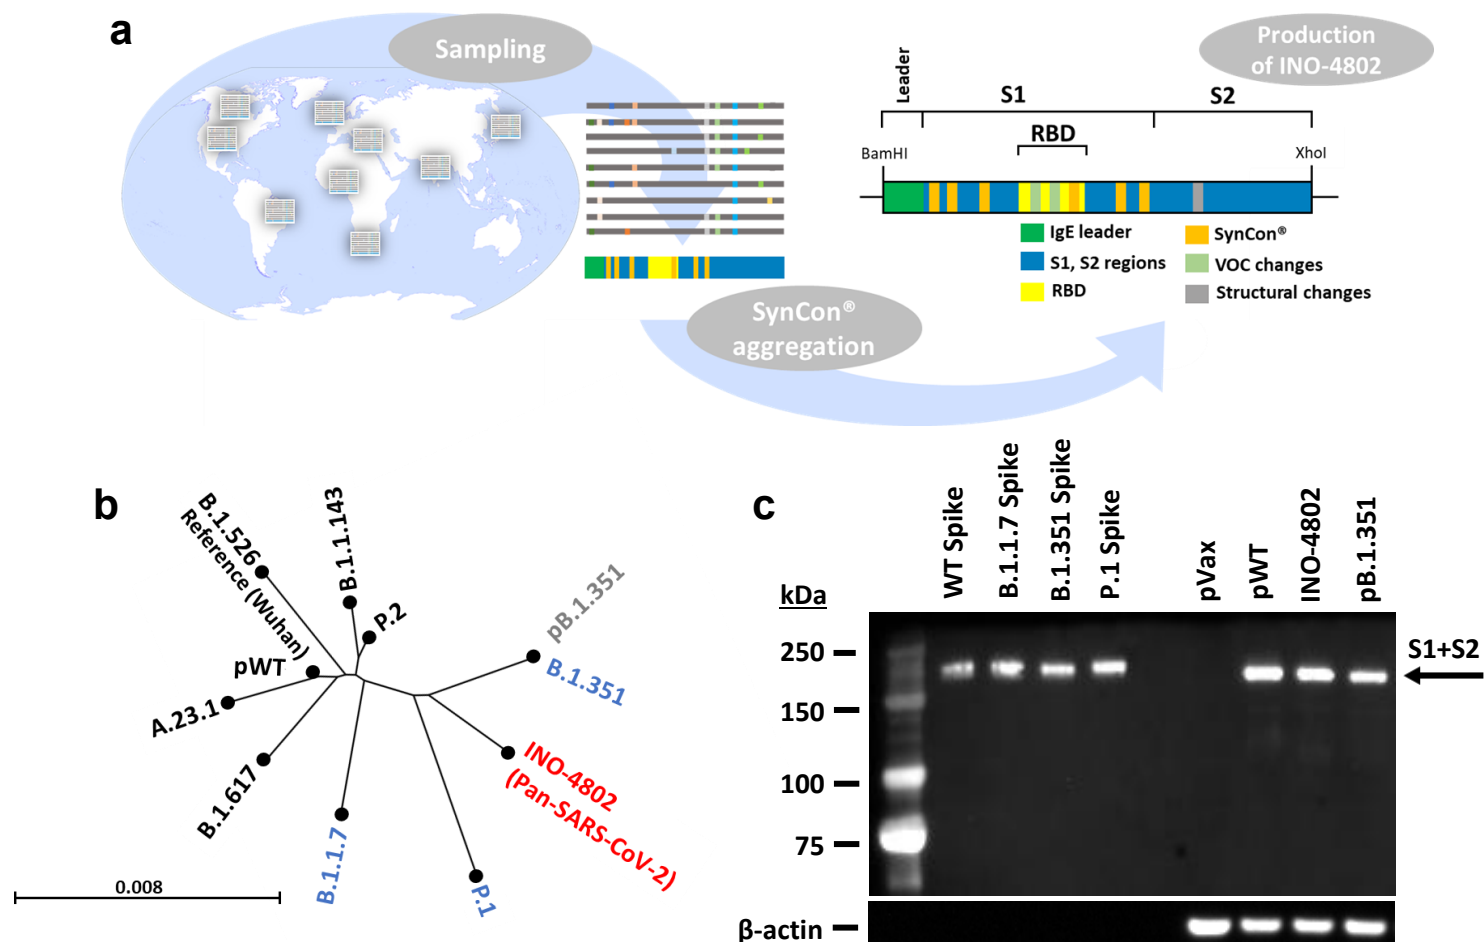 a
Sampling
Production
of INO-4802
Leader
S1
S2
RBD
BamHI
XhoI
IgE leader
S1, S2 regions
RBD
SynCon®
VOC changes
Structural changes
SynCon®
aggregation
b
B.1.526
Reference (Wuhan)
B.1.1.143
P.2
pWT
A.23.1
B.1.617
B.1.1.7
P.1
pB.1.351
B.1.351
INO-4802
(Pan-SARS-CoV-2)
0.008
c
WT Spike
B.1.1.7 Spike
B.1.351 Spike
P.1 Spike
pVax
pWT
INO-4802
pB.1.351
kDa
250
150
100
75
S1+S2
β-actin